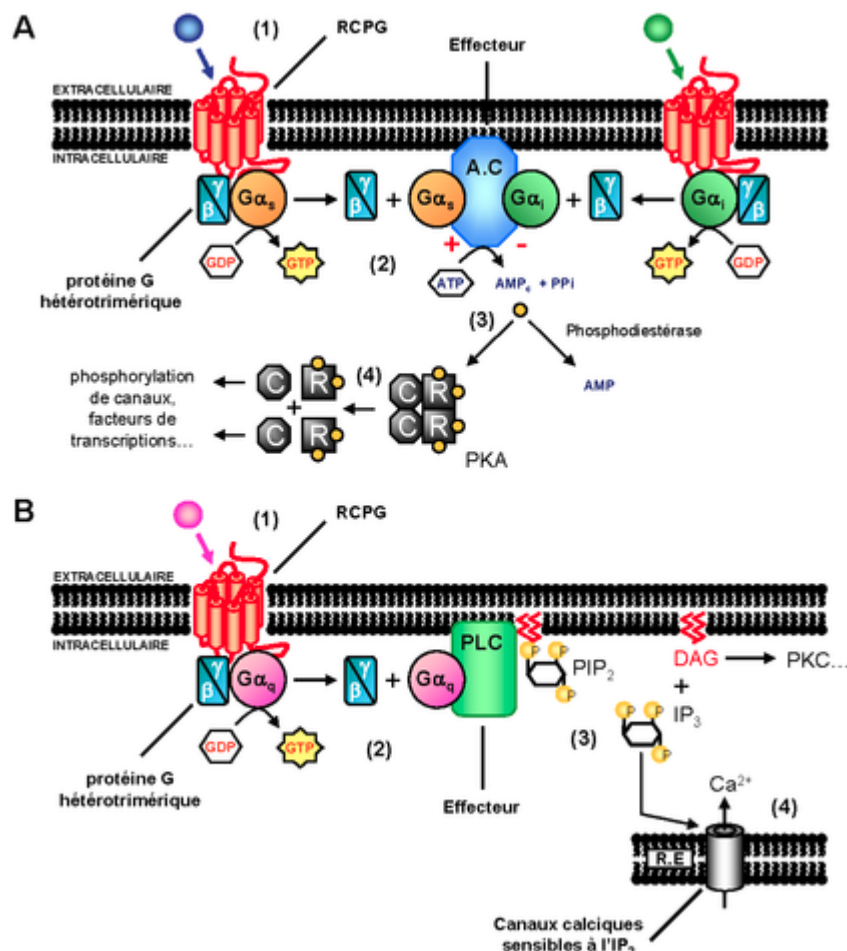 A
(1)
RCPG
Effecteur
EXTRACELLULAIRE
INTRACELLULAIRE
A.C
γ
β
Gαs
γ
β
+
Gαs
Gαi
+
γ
β
Gαi
γ
β
+
-
GDP
GTP
(2)
ATP
AMPc + PPi
GTP
GDP
protéine G
hétérotrimérique
(3)
Phosphodiestérase
AMP
phosphorylation
de canaux,
facteurs de
transcriptions...
C
R
(4)
+
C
R
C
R
C
R
PKA
B
(1)
RCPG
EXTRACELLULAIRE
INTRACELLULAIRE
PLC
P
P
P
PIP2
DAG
PKC...
γ
β
Gαq
γ
β
+
Gαq
+
IP3
P
P
P
GDP
GTP
(2)
(3)
protéine G
hétérotrimérique
Effecteur
Ca2+
(4)
R.E
Canaux calciques
sensibles à l'IP3